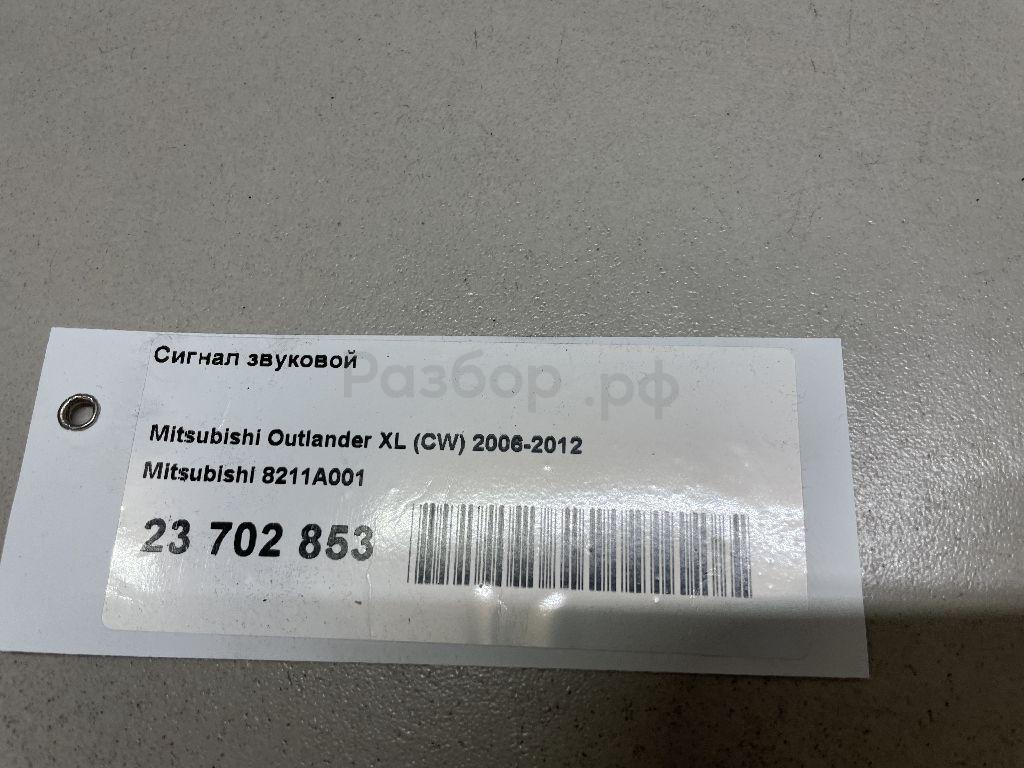 Сигнал звуковой
Разбор.рф
Mitsubishi Outlander XL (CW) 2006-2012
Mitsubishi 8211A001
23 702 853